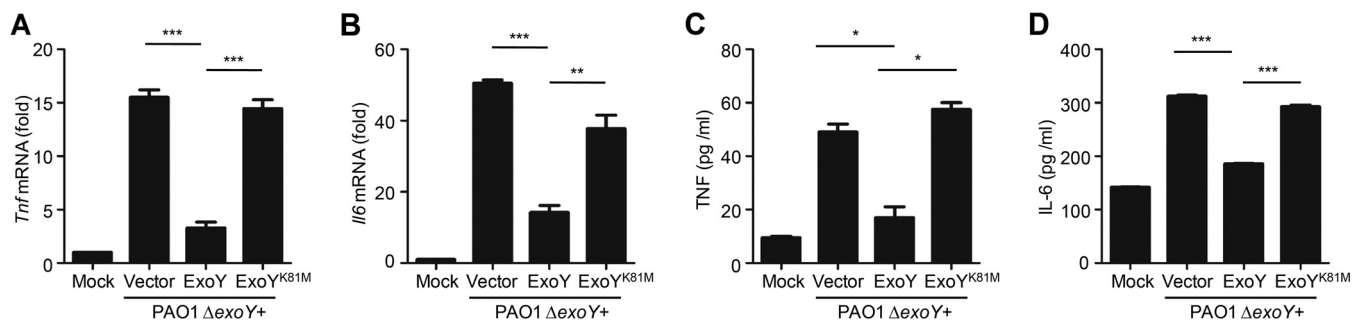 A
Tnf mRNA (fold)
20
15
10
5
0
***
***
Mock Vector ExoY ExoYK81M
PAO1 ΔexoY+
B
Il6 mRNA (fold)
60
40
20
0
***
**
Mock Vector ExoY ExoYK81M
PAO1 ΔexoY+
C
TNF (pg /ml)
80
60
40
20
0
*
*
Mock Vector ExoY ExoYK81M
PAO1 ΔexoY+
D
IL-6 (pg /ml)
400
300
200
100
0
***
***
Mock Vector ExoY ExoYK81M
PAO1 ΔexoY+